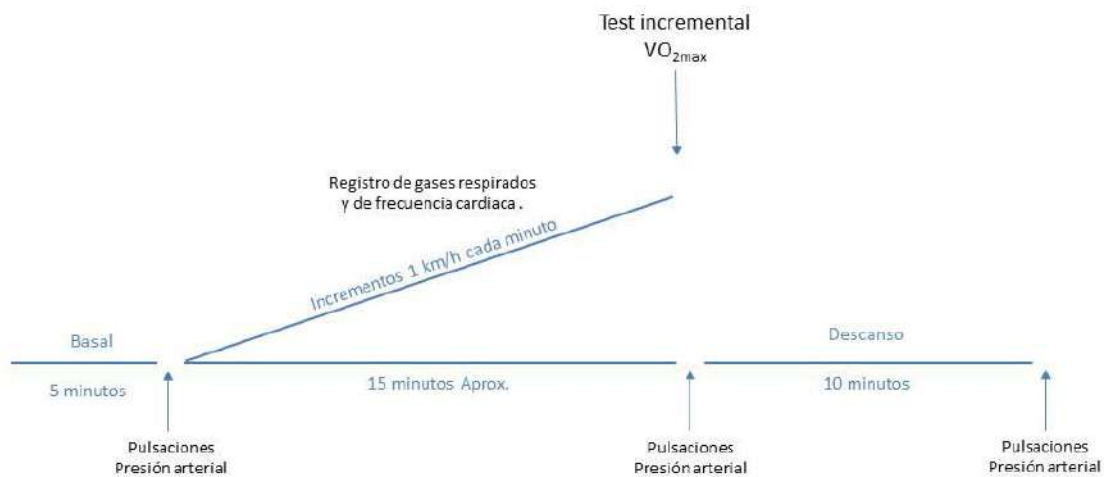 Test incremental
VO2max
Registro de gases respirados
y de frecuencia cardiaca .
Incrementos 1 km/h cada minuto
Basal
Descanso
5 minutos
15 minutos Aprox.
10 minutos
Pulsaciones
Presión arterial
Pulsaciones
Presión arterial
Pulsaciones
Presión arterial